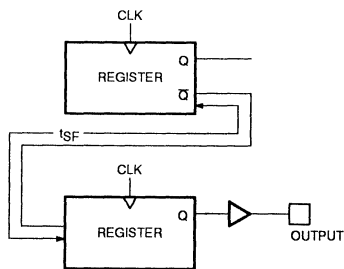 CLK
Q
REGISTER
Q̅
tSF
CLK
Q
REGISTER
OUTPUT